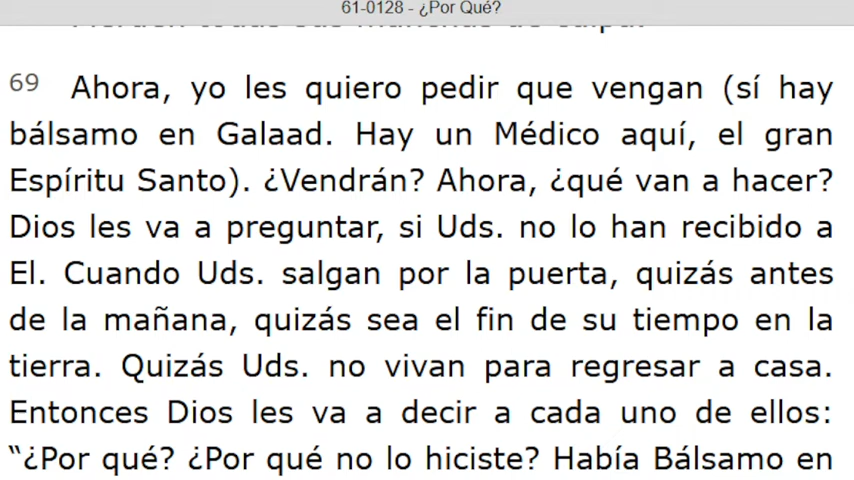 61-0128 - ¿Por Qué?
69 Ahora, yo les quiero pedir que vengan (sí hay
bálsamo en Galaad. Hay un Médico aquí, el gran
Espíritu Santo). ¿Vendrán? Ahora, ¿qué van a hacer?
Dios les va a preguntar, si Uds. no lo han recibido a
El. Cuando Uds. salgan por la puerta, quizás antes
de la mañana, quizás sea el fin de su tiempo en la
tierra. Quizás Uds. no vivan para regresar a casa.
Entonces Dios les va a decir a cada uno de ellos:
“¿Por qué? ¿Por qué no lo hiciste? Había Bálsamo en